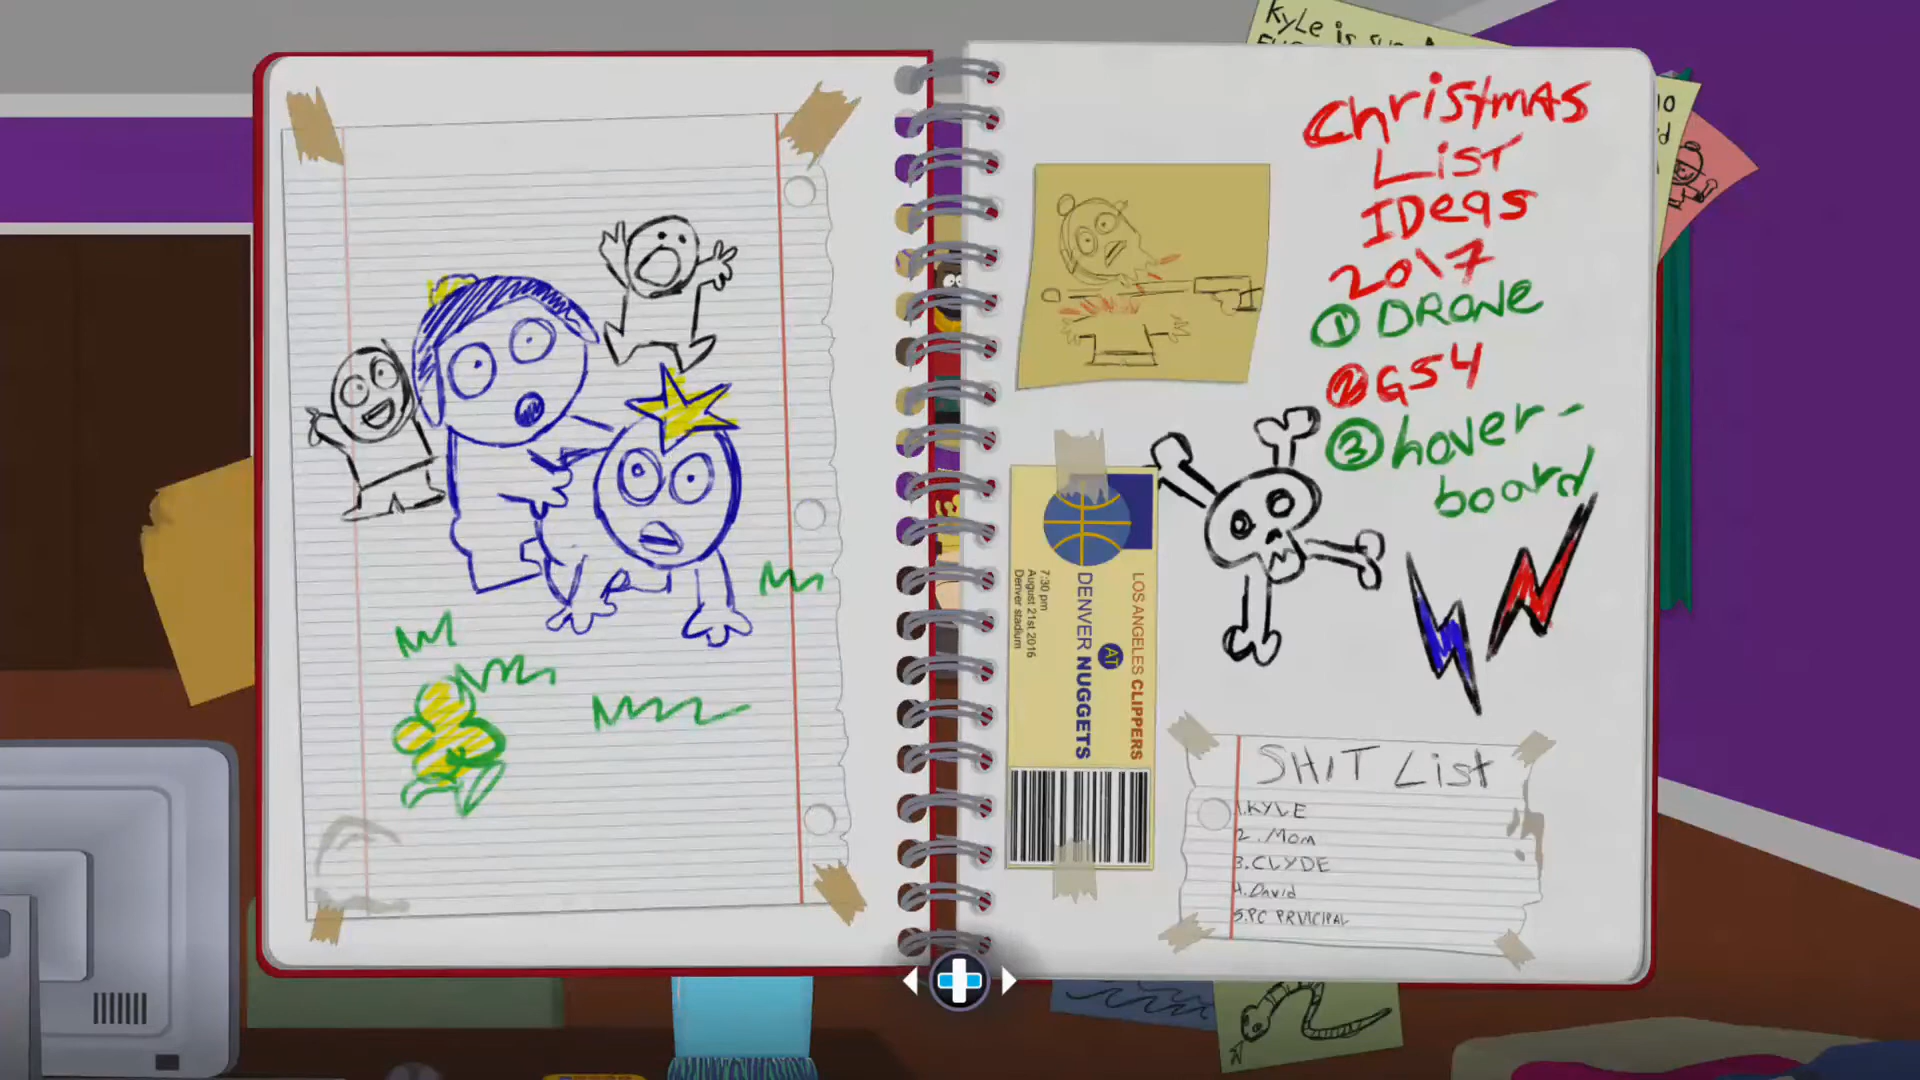 KyLe is
Christmas
List
IDeas
2017
① DRONe
② GS4
③ hover-
board
LOS ANGELES CLIPPERS
AT
DENVER NUGGETS
7:30 pm
August 21st 2016
Denver stadium
SHIT List
1. KYLE
2. Mom
3. CLYDE
4. David
5. PC PRVICIPAL